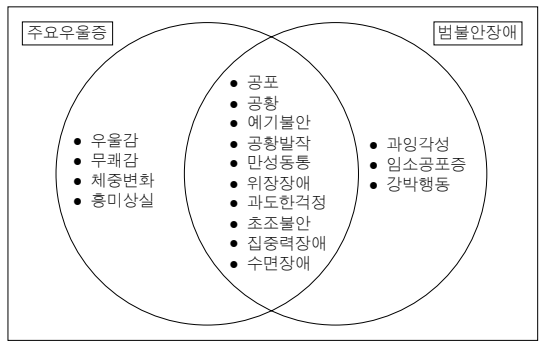 주요우울증
범불안장애
● 우울감
● 무쾌감
● 체중변화
● 흥미상실
● 공포
● 공황
● 예기불안
● 공황발작
● 만성동통
● 위장장애
● 과도한걱정
● 초조불안
● 집중력장애
● 수면장애
● 과잉각성
● 임소공포증
● 강박행동